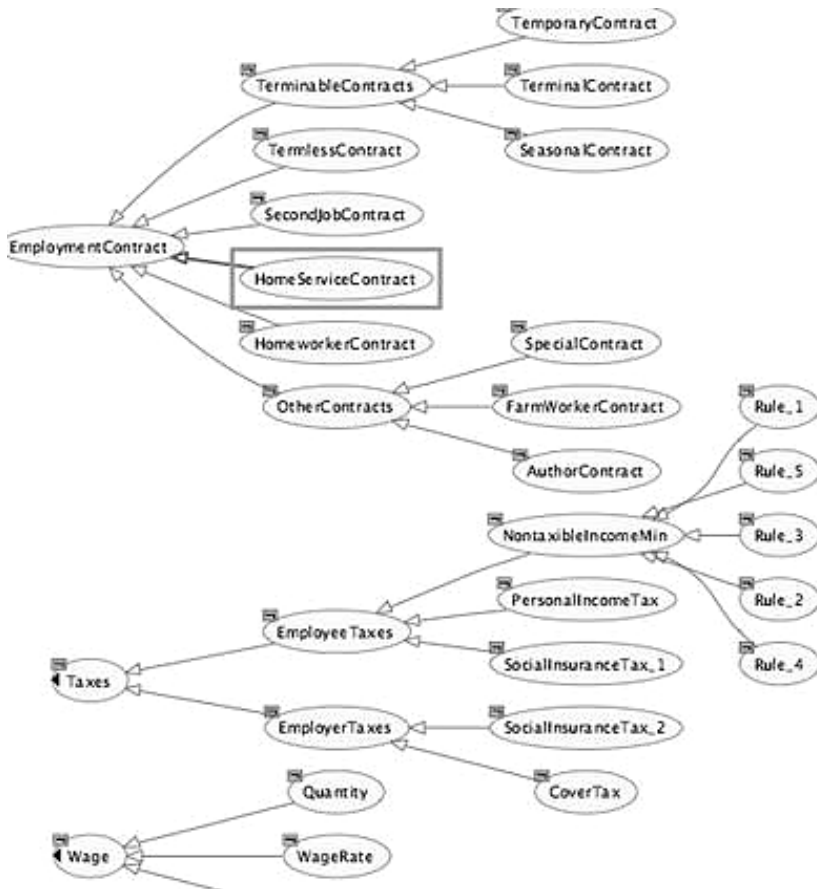 TemporaryContract
TerminableContracts
TerminalContract
TermlessContract
SeasonalContract
SecondJobContract
EmploymentContract
HomeServiceContract
HomeworkerContract
SpecialContract
OtherContracts
FarmWorkerContract
Rule_1
AuthorContract
Rule_5
NontaxibleIncomeMin
Rule_3
PersonalIncomeTax
Rule_2
EmployeeTaxes
SocialInsuranceTax_1
Rule_4
Taxes
EmployerTaxes
SocialInsuranceTax_2
Quantity
CoverTax
Wage
WageRate